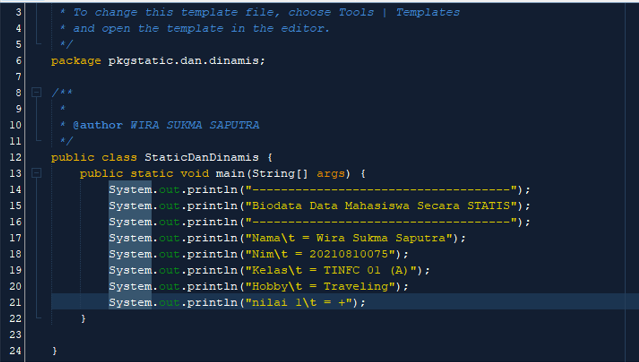 3 * To change this template file, choose Tools | Templates
4 * and open the template in the editor.
5 */
6 package pkgstatic.dan.dinamis;
7
8 /**
9 *
10 * @author WIRA SUKMA SAPUTRA
11 */
12 public class StaticDanDinamis {
13 public static void main(String[] args) {
14 System.out.println("------------------------------------");
15 System.out.println("Biodata Data Mahasiswa Secara STATIS");
16 System.out.println("------------------------------------");
17 System.out.println("Nama\t = Wira Sukma Saputra");
18 System.out.println("Nim\t = 20210810075");
19 System.out.println("Kelas\t = TINFC 01 (A)");
20 System.out.println("Hobby\t = Traveling");
21 System.out.println("nilai 1\t = +");
22 }
23
24 }